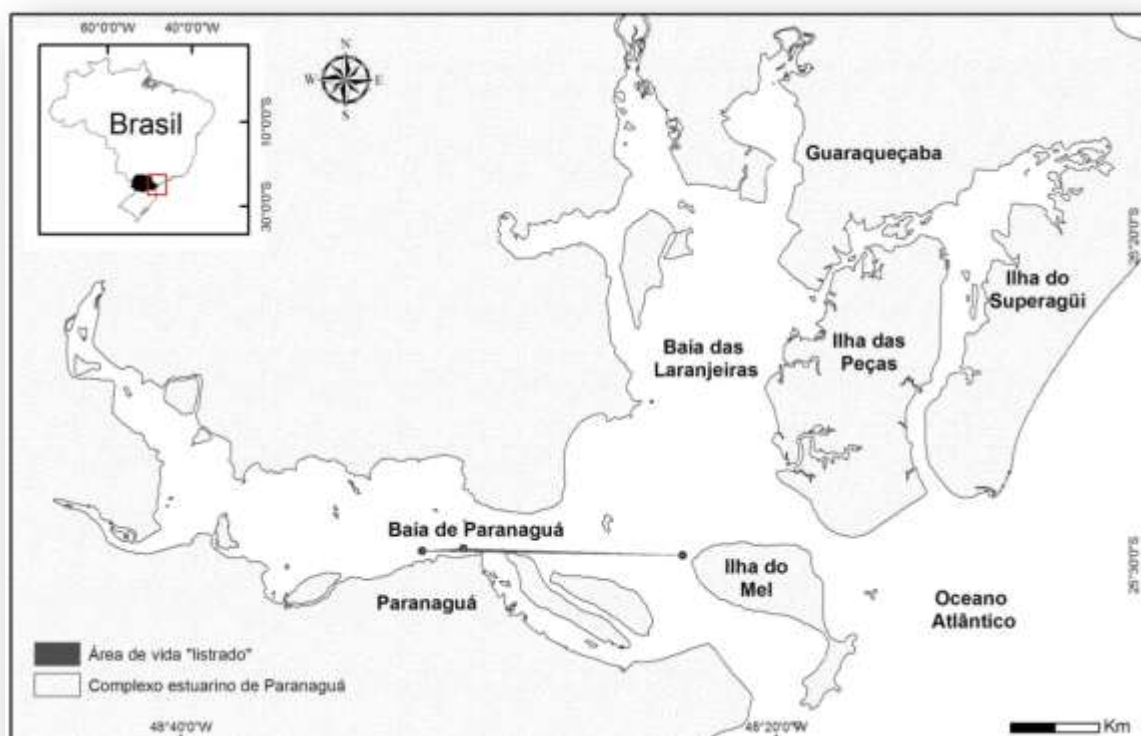 60°0'0"W 40°0'0"W
10°0'0"S
30°0'0"S
Brasil
N
W E
S
Guaraqueçaba
25°20'0"S
Ilha do
Superagüi
Ilha das
Peças
Baía das
Laranjeiras
Baía de Paranaguá
25°30'0"S
Ilha do
Mel
Paranaguá
Oceano
Atlântico
Área de vida "listrado"
Complexo estuarino de Paranaguá
48°40'0"W
48°20'0"W
Km